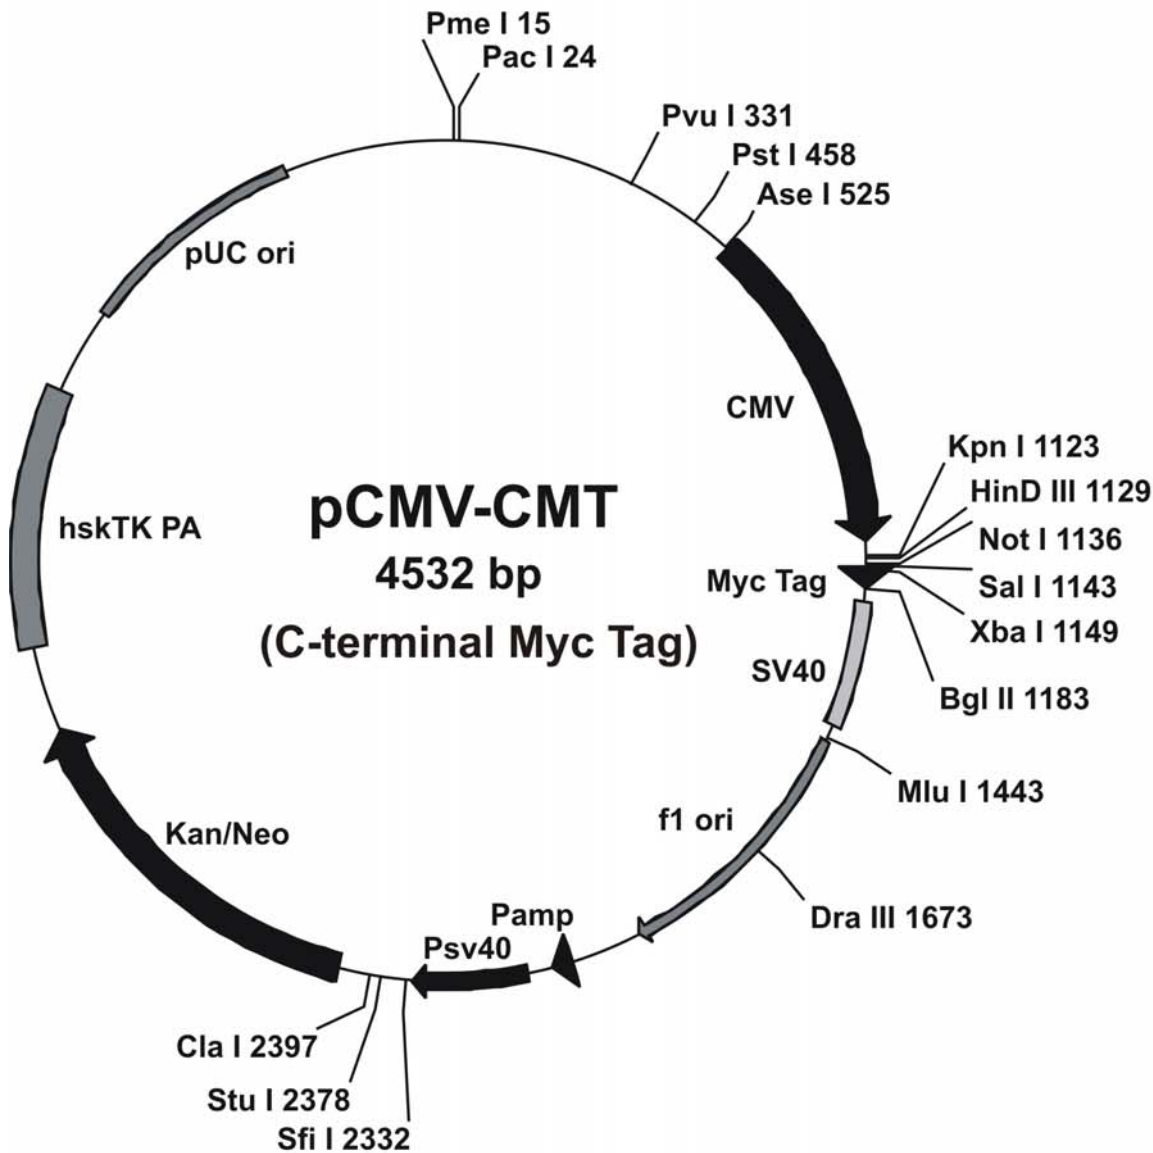 Pme I 15
Pac I 24
Pvu I 331
Pst I 458
Ase I 525
pUC ori
CMV
Kpn I 1123
HinD III 1129
Not I 1136
Sal I 1143
Xba I 1149
Bgl II 1183
hskTK PA
pCMV-CMT
4532 bp
(C-terminal Myc Tag)
Myc Tag
SV40
Mlu I 1443
f1 ori
Kan/Neo
Dra III 1673
Pamp
Psv40
Cla I 2397
Stu I 2378
Sfi I 2332